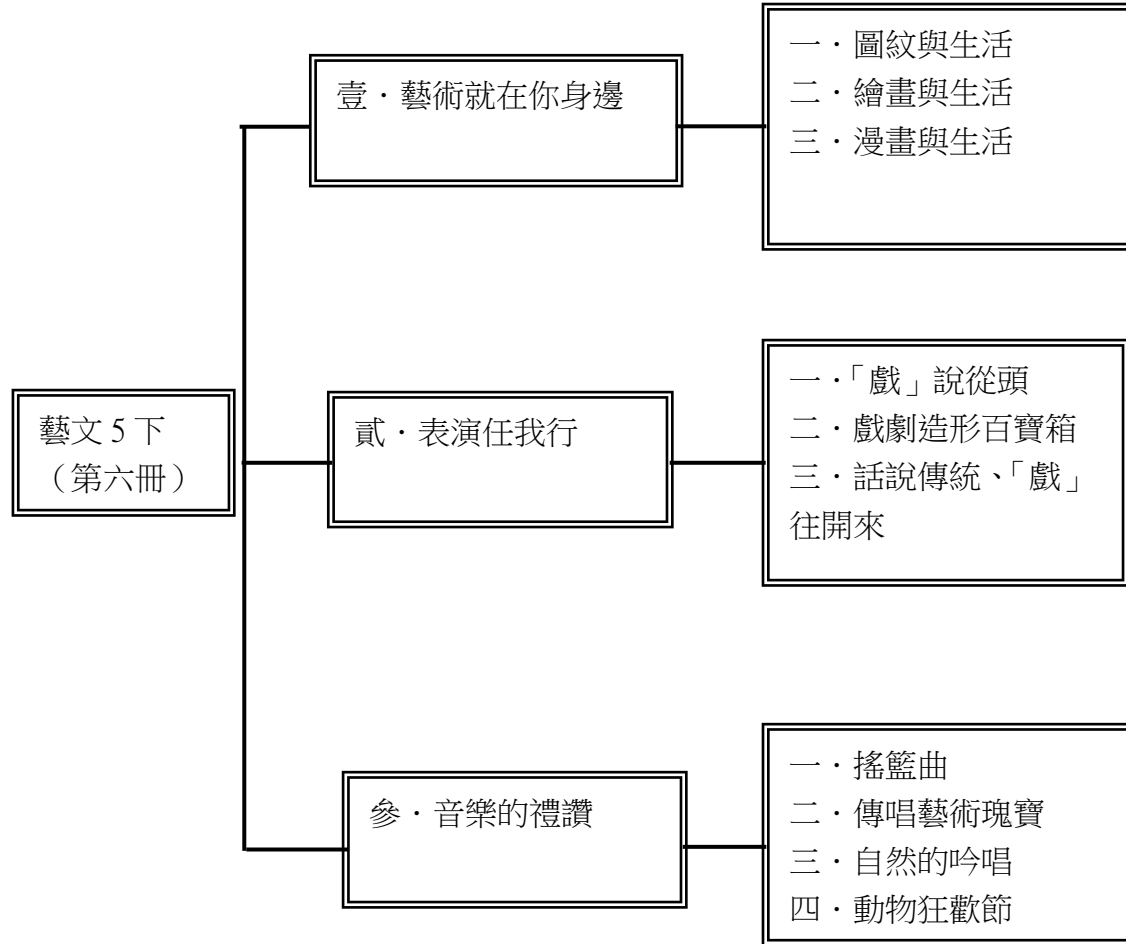 藝文 5 下
（第六冊）
壹．藝術就在你身邊
一．圖紋與生活
二．繪畫與生活
三．漫畫與生活
貳．表演任我行
一．「戲」說從頭
二．戲劇造形百寶箱
三．話說傳統、「戲」
往開來
參．音樂的禮讚
一．搖籃曲
二．傳唱藝術瑰寶
三．自然的吟唱
四．動物狂歡節